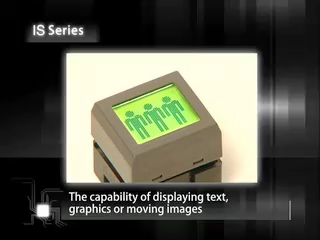 IS Series
The capability of displaying text,
graphics or moving images